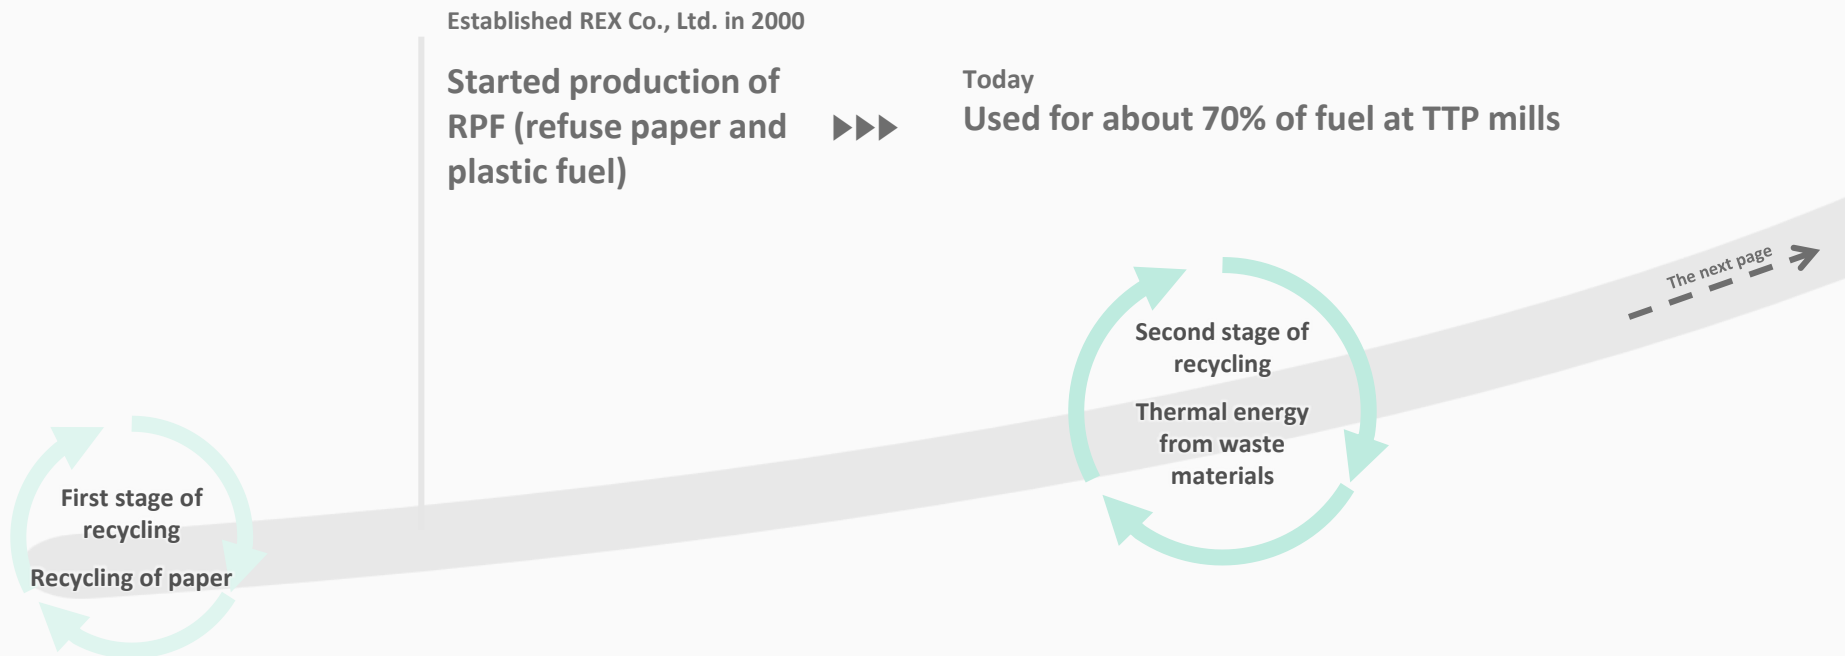 Established REX Co., Ltd. in 2000
Started production of
RPF (refuse paper and
plastic fuel)
Today
Used for about 70% of fuel at TTP mills
The next page
Second stage of
recycling
Thermal energy
from waste
materials
First stage of
recycling
Recycling of paper